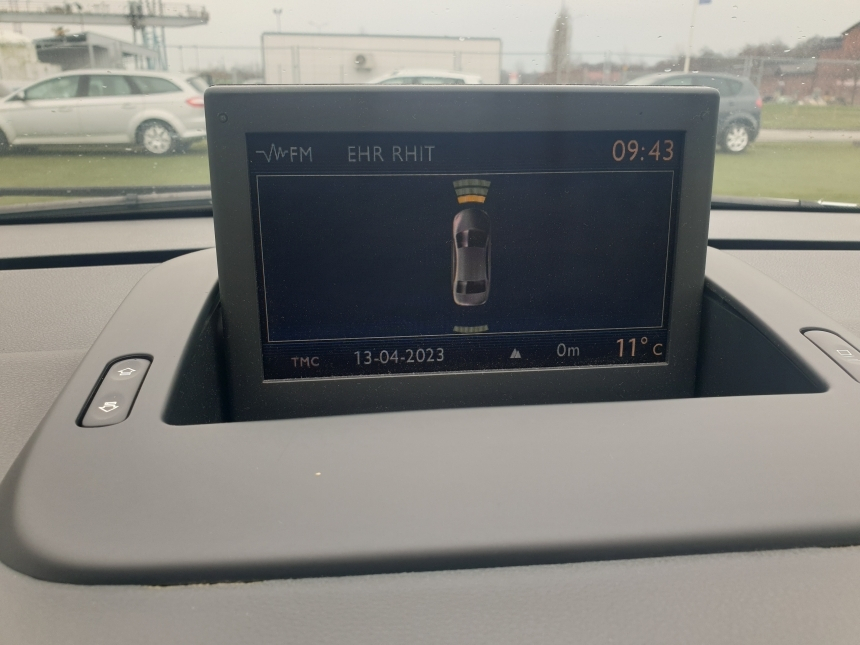 FM EHR RHIT 09:43
TMC 13-04-2023 0m 11°C